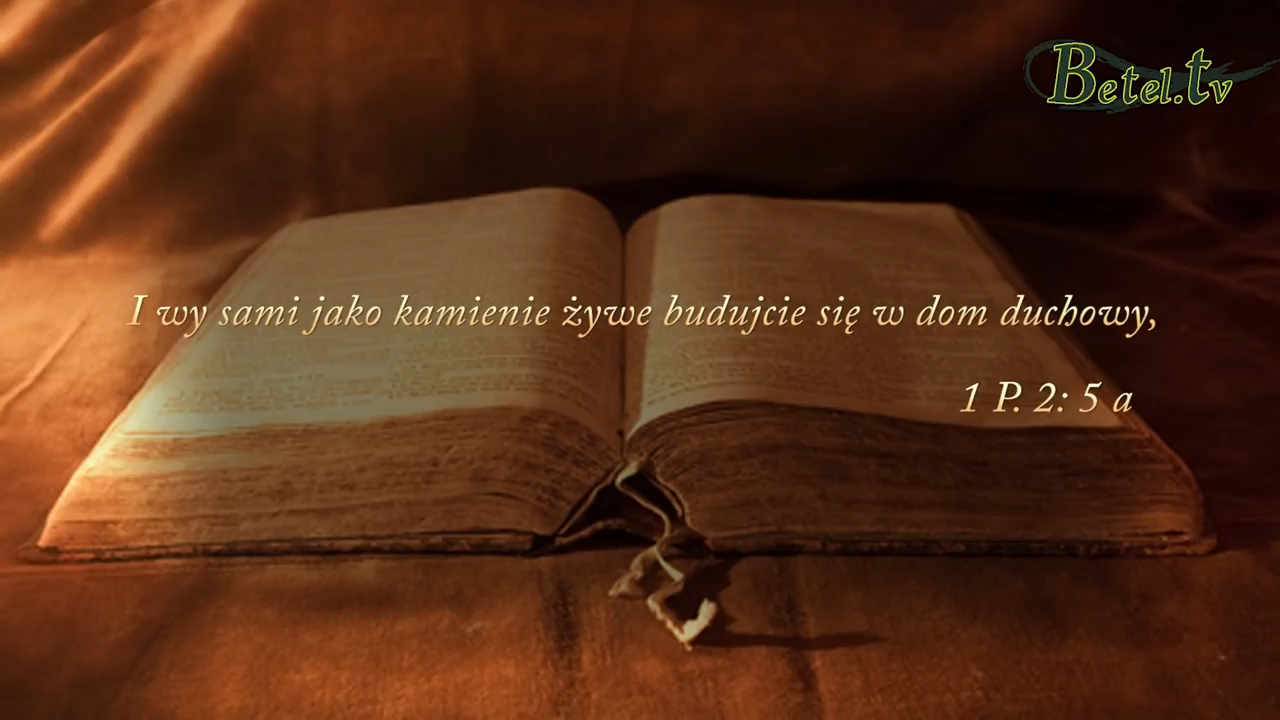 Betel.tv
I wy sami jako kamienie żywe budujcie się w dom duchowy,
1 P. 2: 5 a